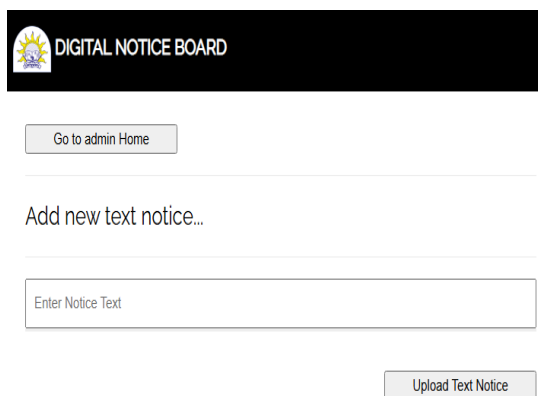 DIGITAL NOTICE BOARD
Go to admin Home
Add new text notice...
Enter Notice Text
Upload Text Notice